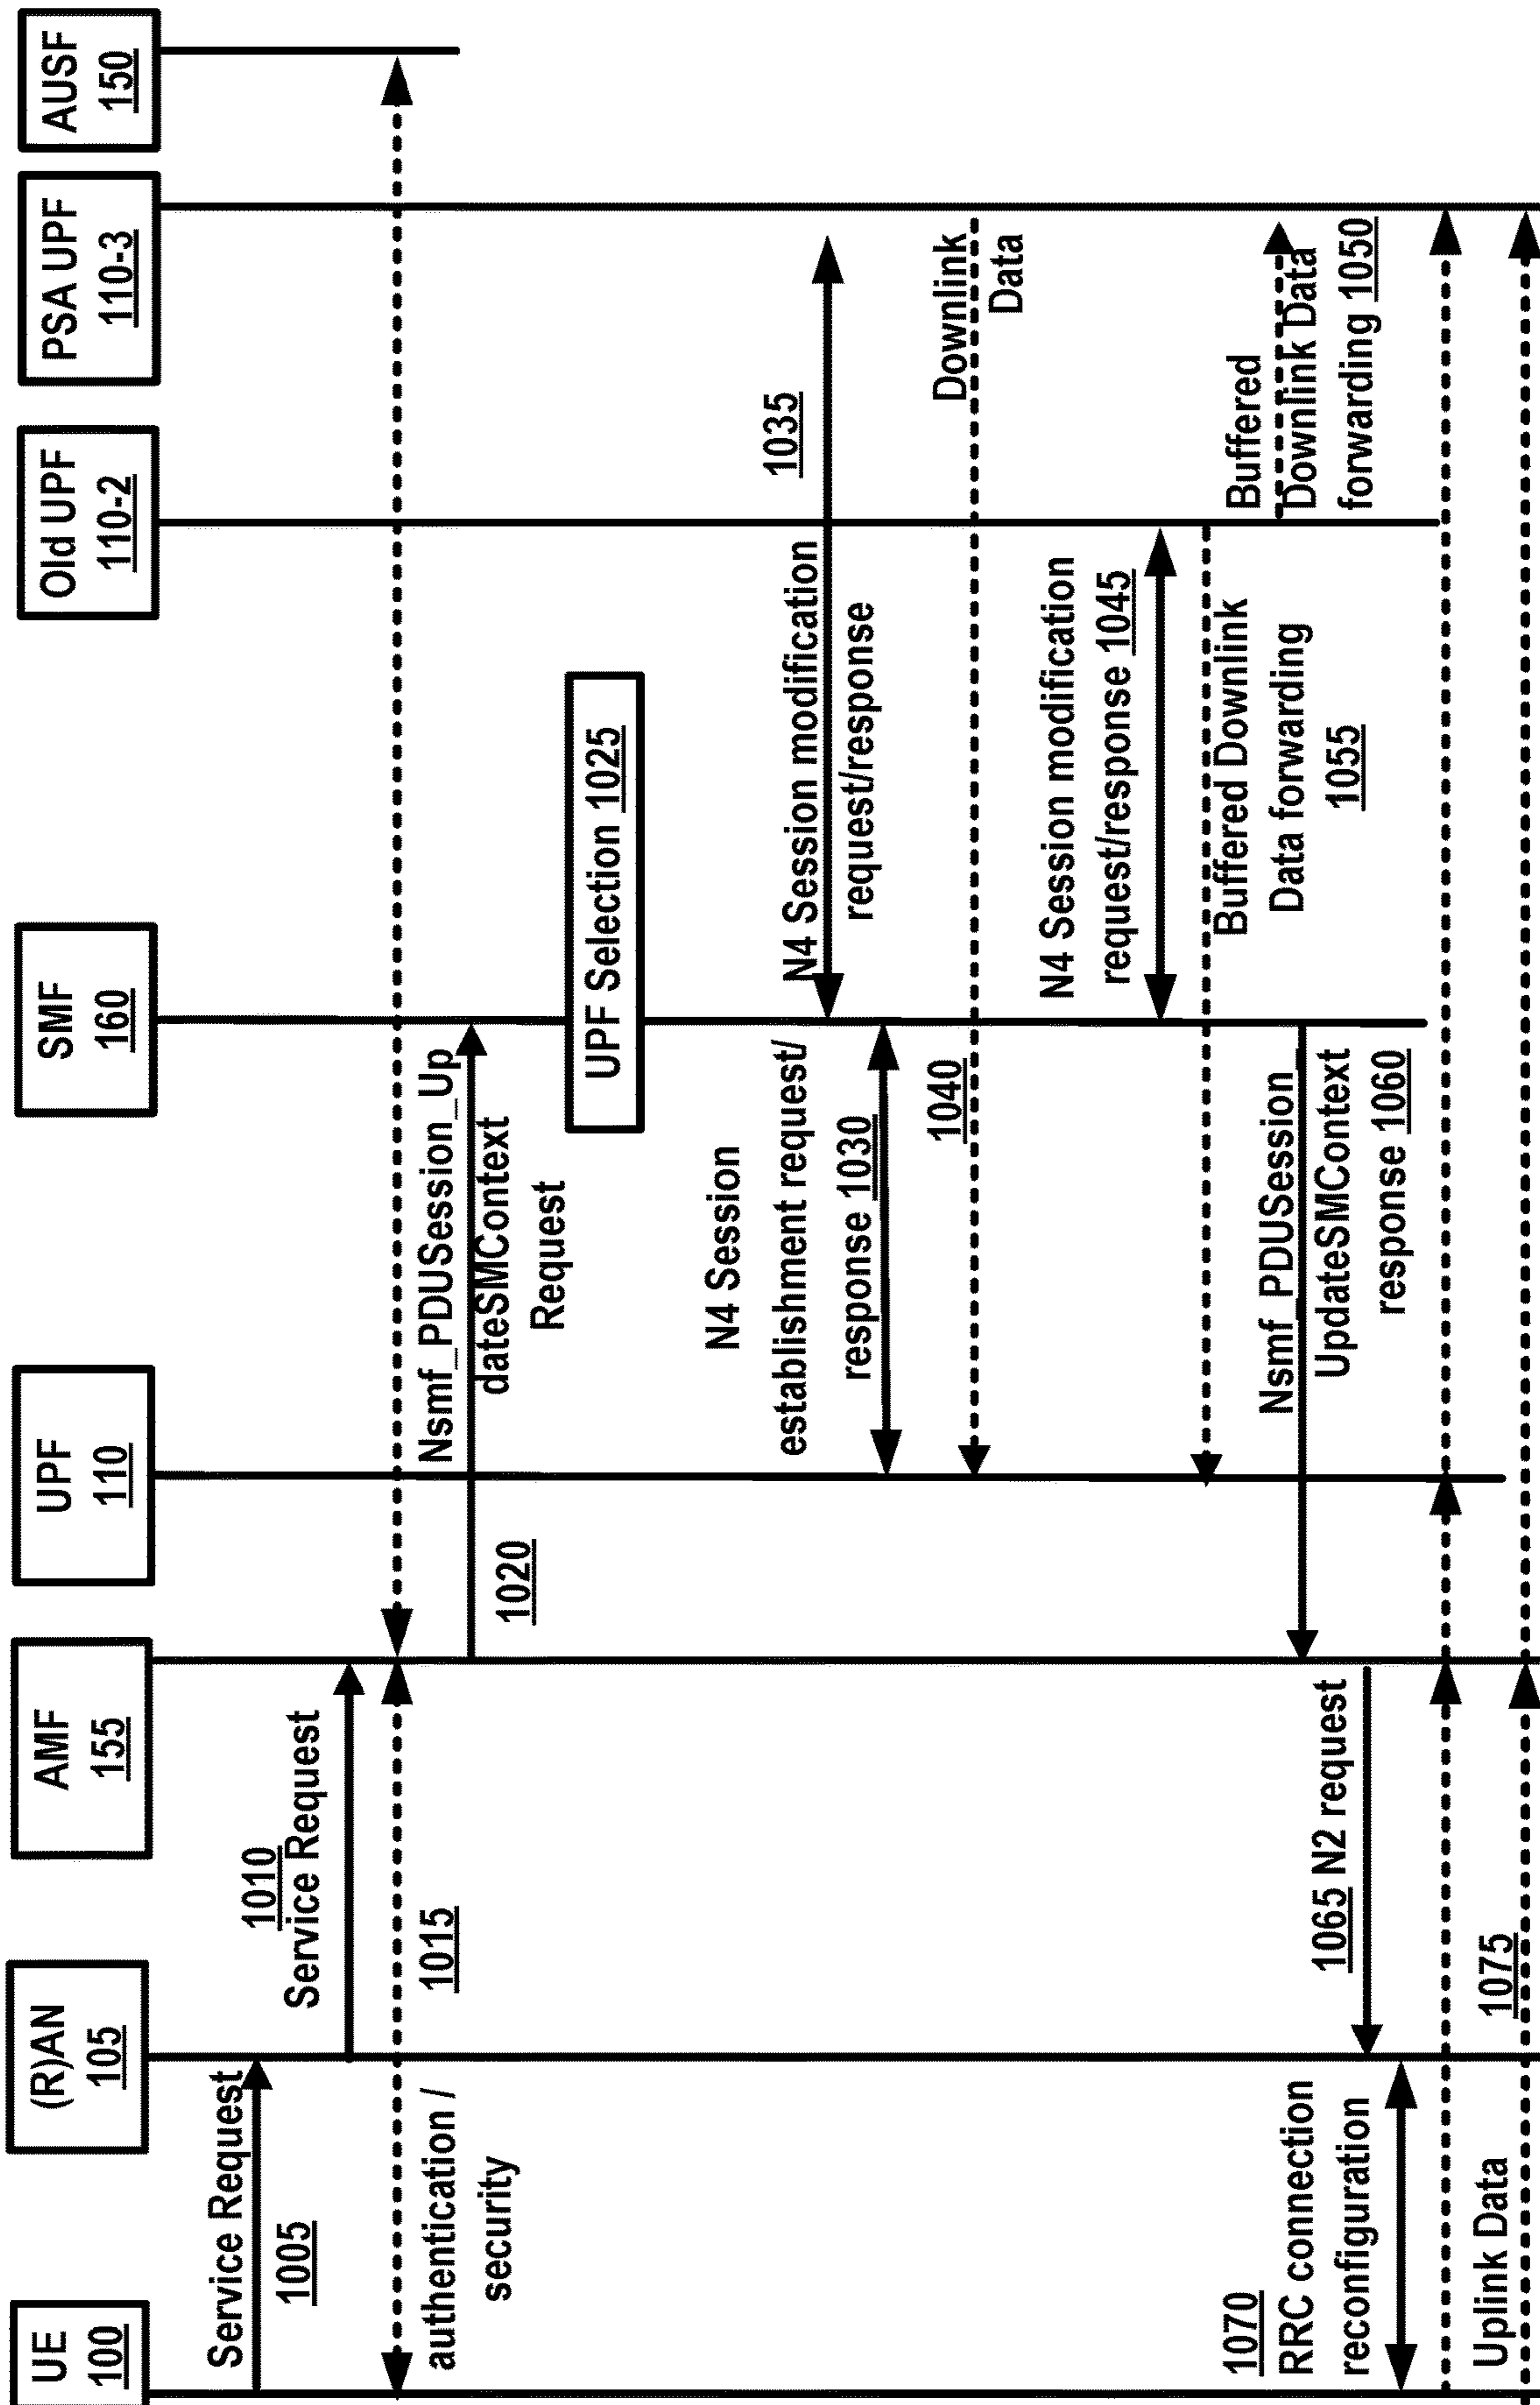 UE
100
(R)AN
105
AMF
155
UPF
110
SMF
160
Old UPF
110-2
PSA UPF
110-3
AUSF
150
Service Request
1005
1010
Service Request
authentication /
security
1015
Nsmf_PDUSession_Up
dateSMContext
Request
1020
UPF Selection 1025
N4 Session
establishment request/
response 1030
N4 Session modification
request/response
1035
Downlink
Data
1040
N4 Session modification
request/response 1045
Buffered
Downlink Data
forwarding 1050
Buffered Downlink
Data forwarding
1055
Nsmf_PDUSession_
UpdateSMContext
response 1060
1065 N2 request
1070
RRC connection
reconfiguration
Uplink Data
1075